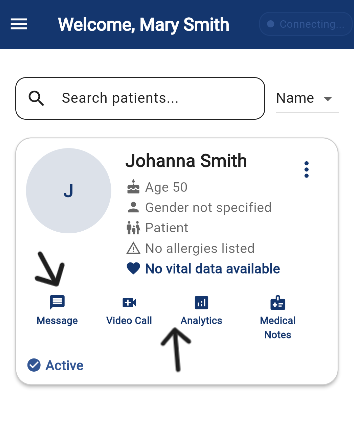 Welcome, Mary Smith
Connecting...
Search patients...
Name
J
Johanna Smith
Age 50
Gender not specified
Patient
No allergies listed
No vital data available
Message
Video Call
Analytics
Medical
Notes
Active